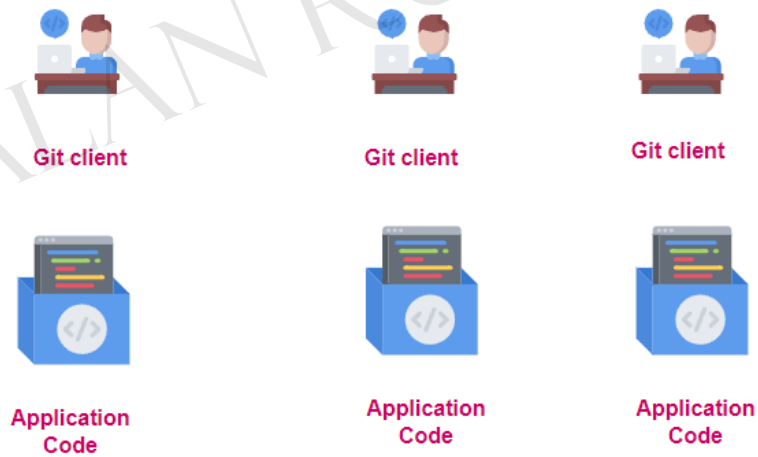 Git client
Git client
Git client
Application
Code
Application
Code
Application
Code